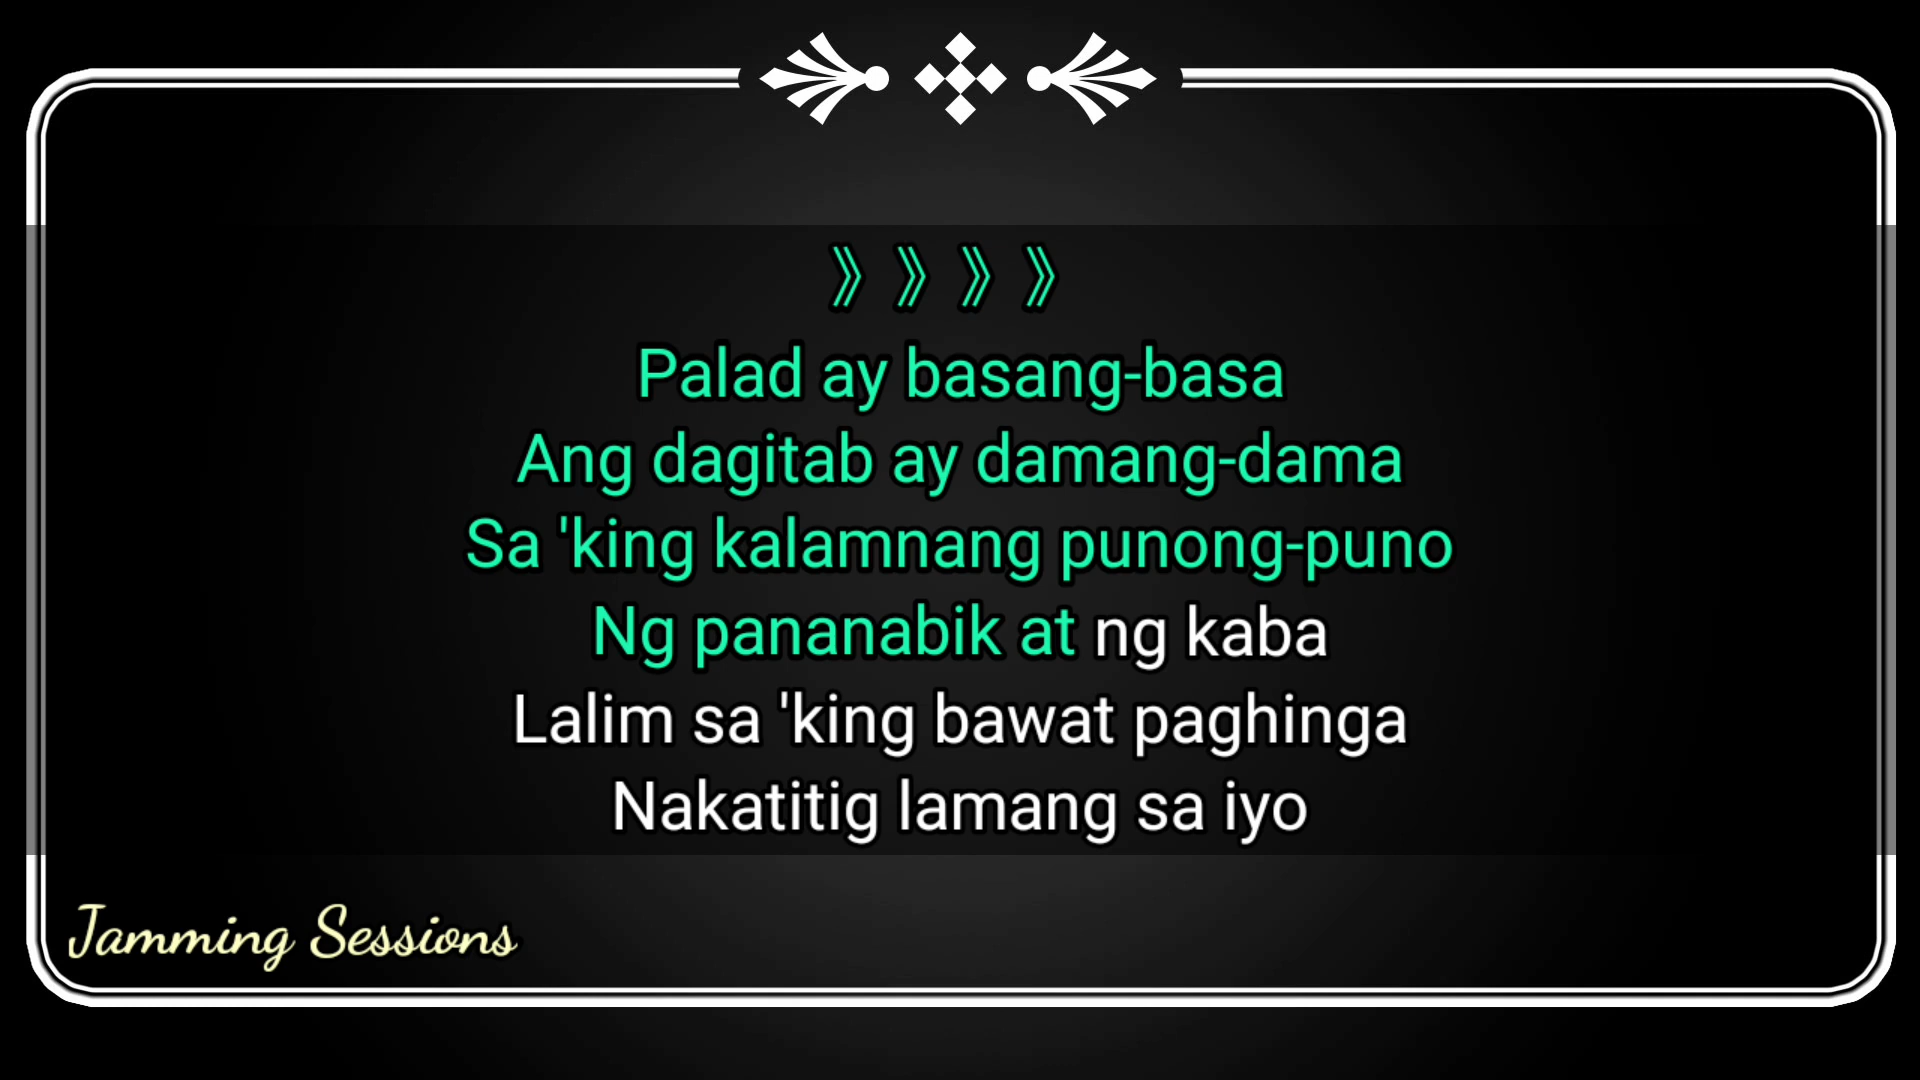 》》》》
Palad ay basang-basa
Ang dagitab ay damang-dama
Sa 'king kalamnang punong-puno
Ng pananabik at ng kaba
Lalim sa 'king bawat paghinga
Nakatitig lamang sa iyo
Jamming Sessions